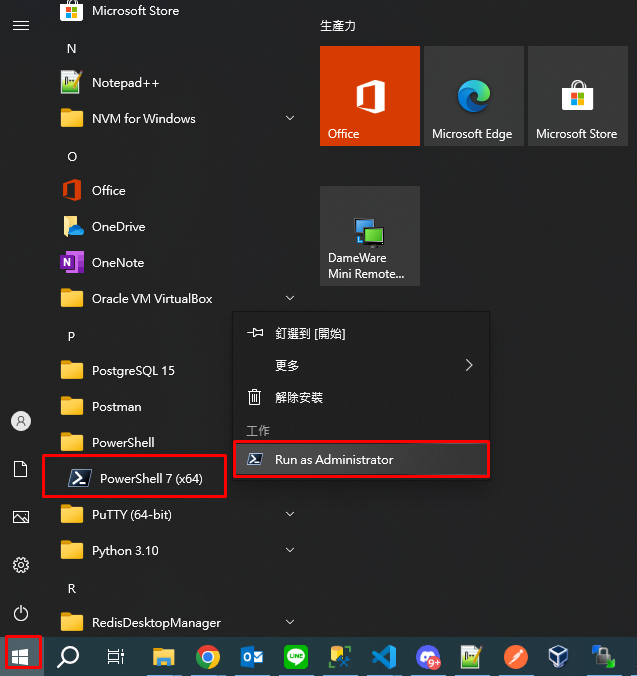 Microsoft Store
N
Notepad++
NVM for Windows
O
Office
OneDrive
OneNote
Oracle VM VirtualBox
P
PostgreSQL 15
Postman
PowerShell
PowerShell 7 (x64)
PuTTY (64-bit)
Python 3.10
R
RedisDesktopManager
生產力
Office
Microsoft Edge
Microsoft Store
DameWare
Mini Remote...
釘選到 [開始]
更多
解除安裝
工作
Run as Administrator
LINE
9+